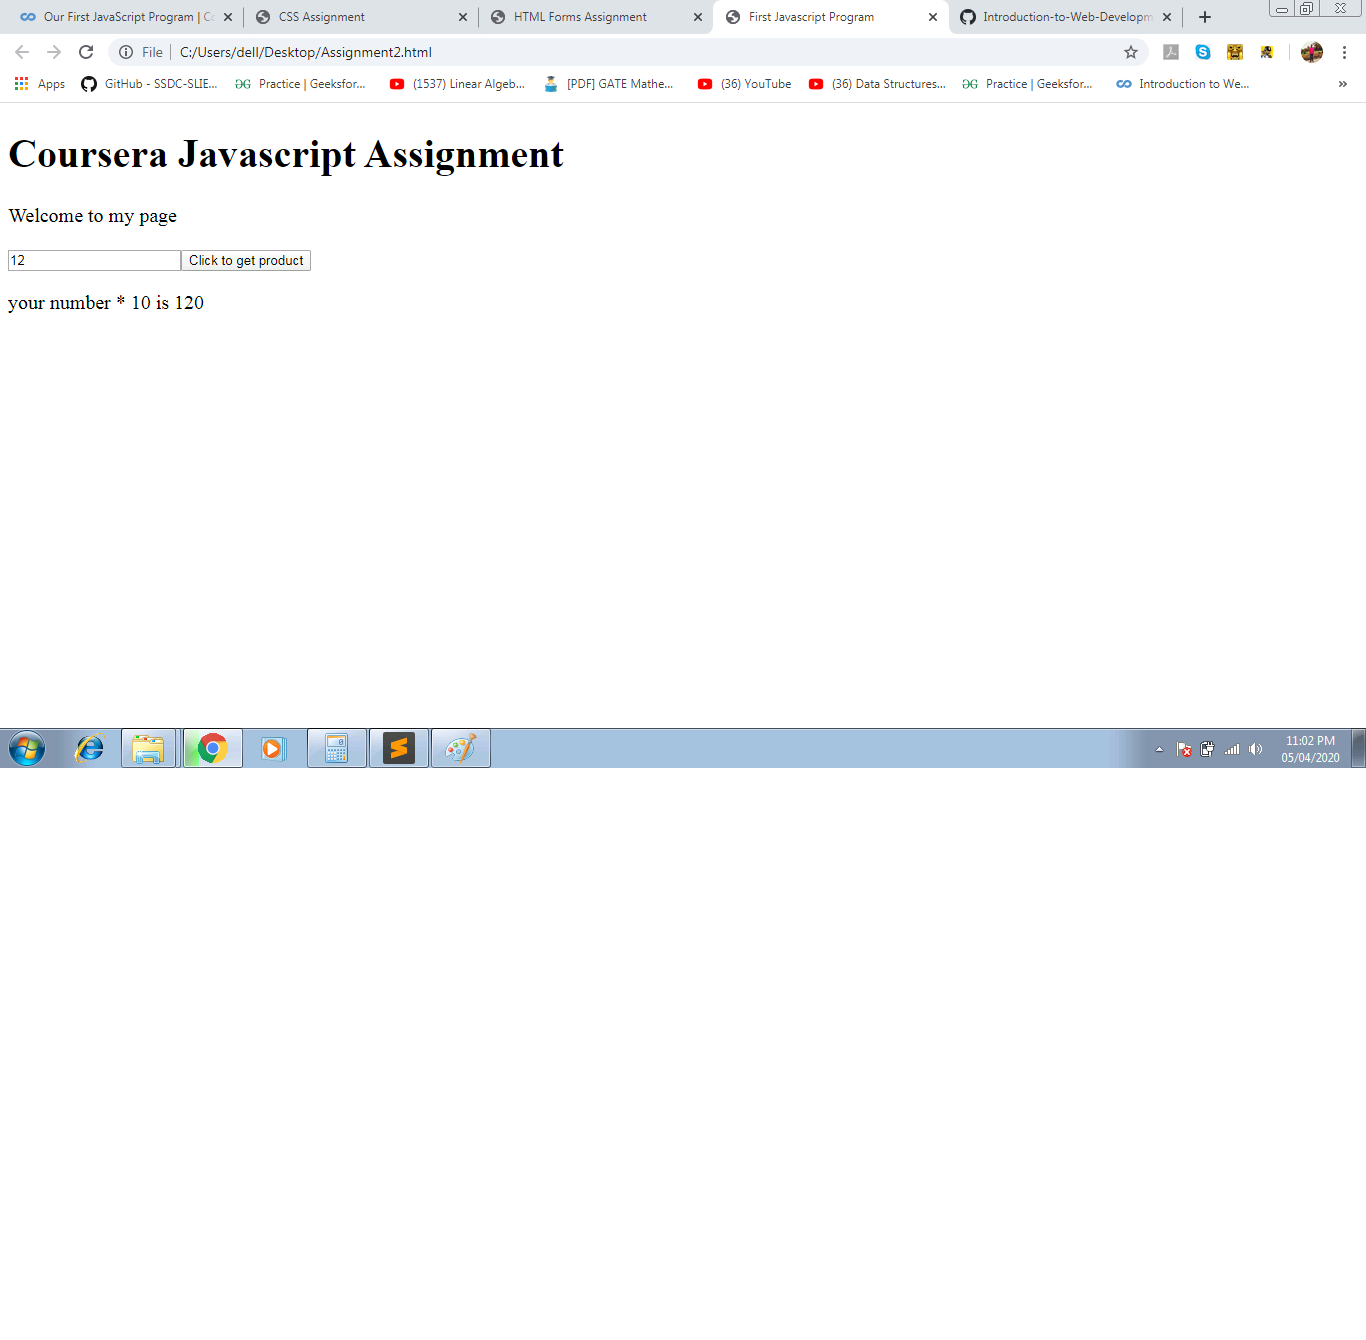 Our First JavaScript Program | Co
CSS Assignment
HTML Forms Assignment
First Javascript Program
Introduction-to-Web-Developm
File
C:/Users/dell/Desktop/Assignment2.html
Apps
GitHub - SSDC-SLIE...
Practice | Geeksfor...
(1537) Linear Algeb...
[PDF] GATE Mathe...
(36) YouTube
(36) Data Structures...
Practice | Geeksfor...
Introduction to We...
Coursera Javascript Assignment
Welcome to my page
12
Click to get product
your number * 10 is 120
11:02 PM
05/04/2020